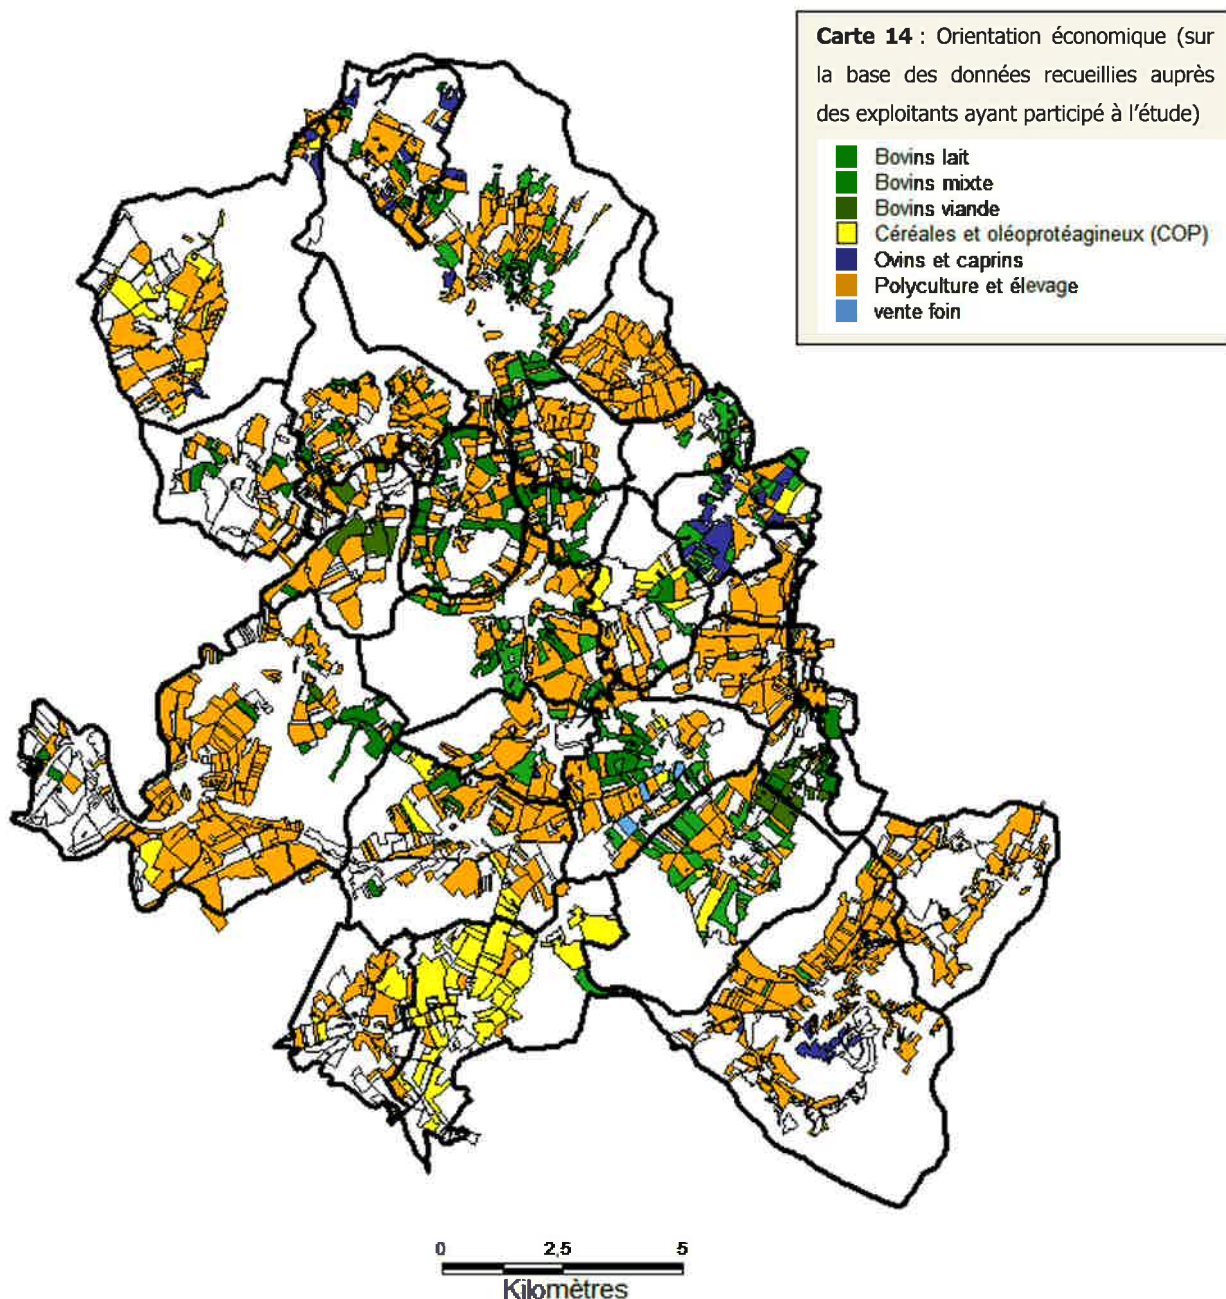 Carte 14 : Orientation économique (sur
la base des données recueillies auprès
des exploitants ayant participé à l'étude)
Bovins lait
Bovins mixte
Bovins viande
Céréales et oléoprotéagineux (COP)
Ovins et caprins
Polyculture et élevage
vente foin
0 2,5 5
Kilomètres